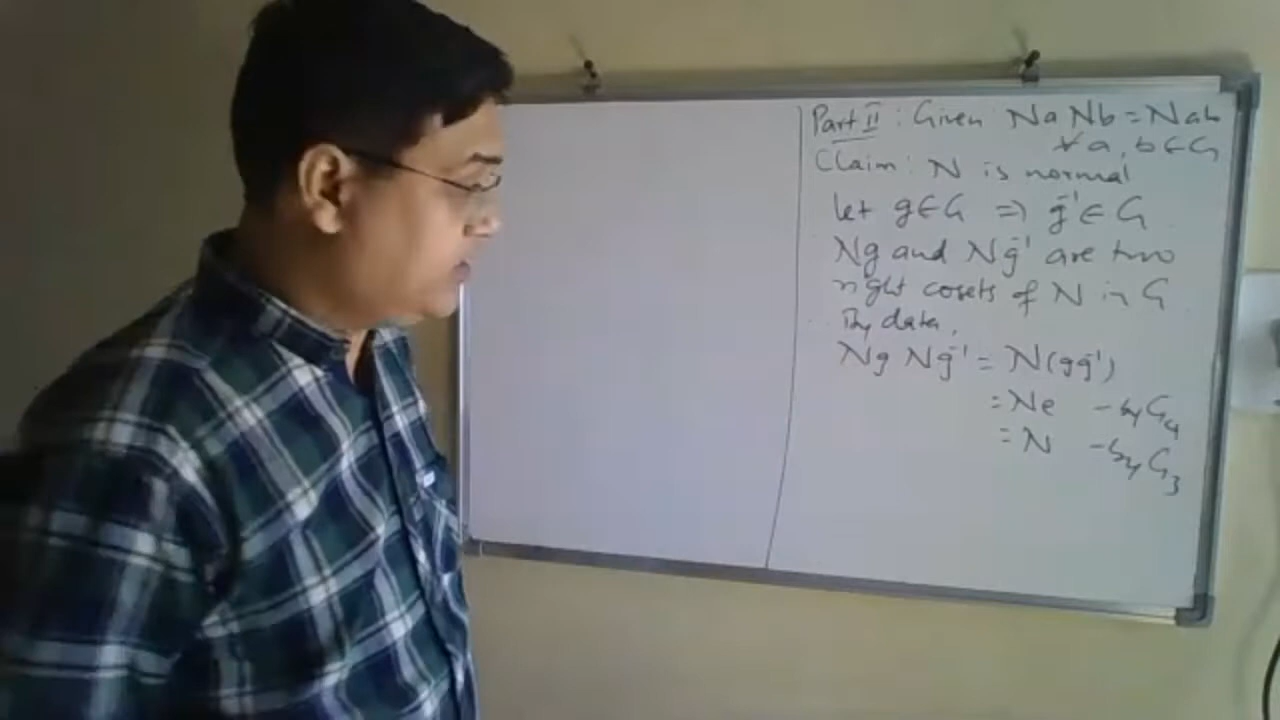 Part II : Given Na Nb = Nab
∀ a, b ∈ G
Claim : N is normal
let g ∈ G ⇒ g⁻¹ ∈ G
Ng and Ng⁻¹ are two
right cosets of N in G
By data,
Ng Ng⁻¹ = N(gg⁻¹)
= Ne - by G₄
= N - by G₃